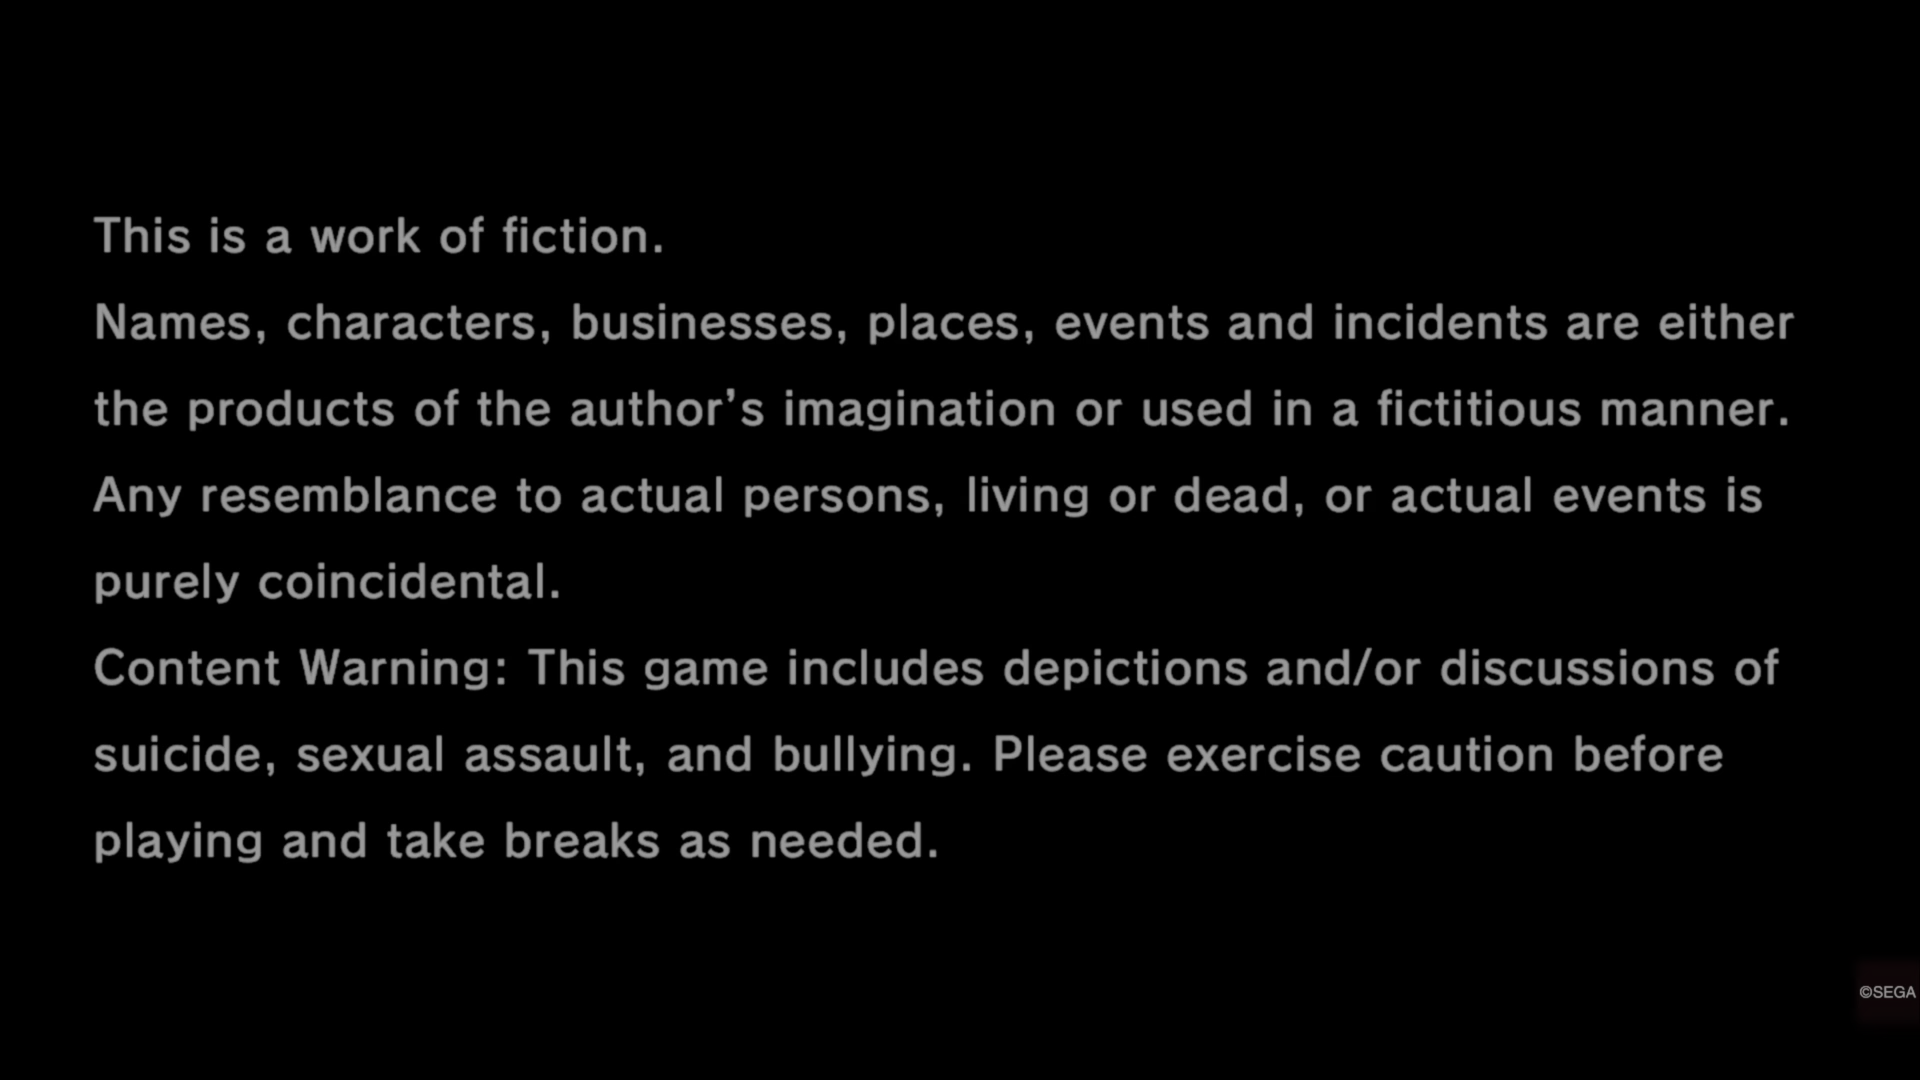 This is a work of fiction.
Names, characters, businesses, places, events and incidents are either
the products of the author’s imagination or used in a fictitious manner.
Any resemblance to actual persons, living or dead, or actual events is
purely coincidental.
Content Warning: This game includes depictions and/or discussions of
suicide, sexual assault, and bullying. Please exercise caution before
playing and take breaks as needed.
©SEGA